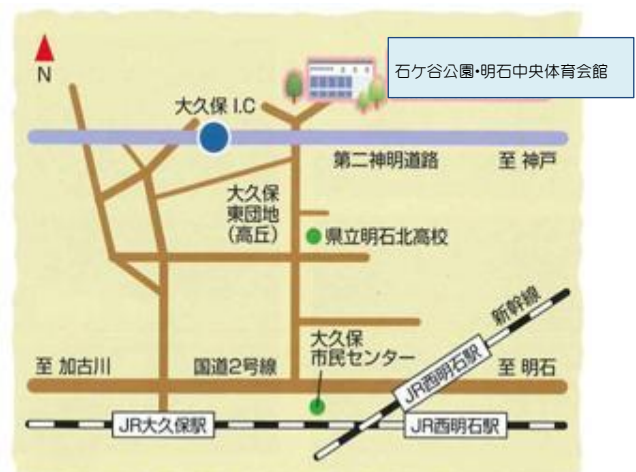 石ケ谷公園・明石中央体育会館
N
大久保 I.C
第二神明道路
至 神戸
大久保
東団地
(高丘)
県立明石北高校
新幹線
大久保
市民センター
至 加古川
国道2号線
JR西明石駅
至 明石
JR大久保駅
JR西明石駅